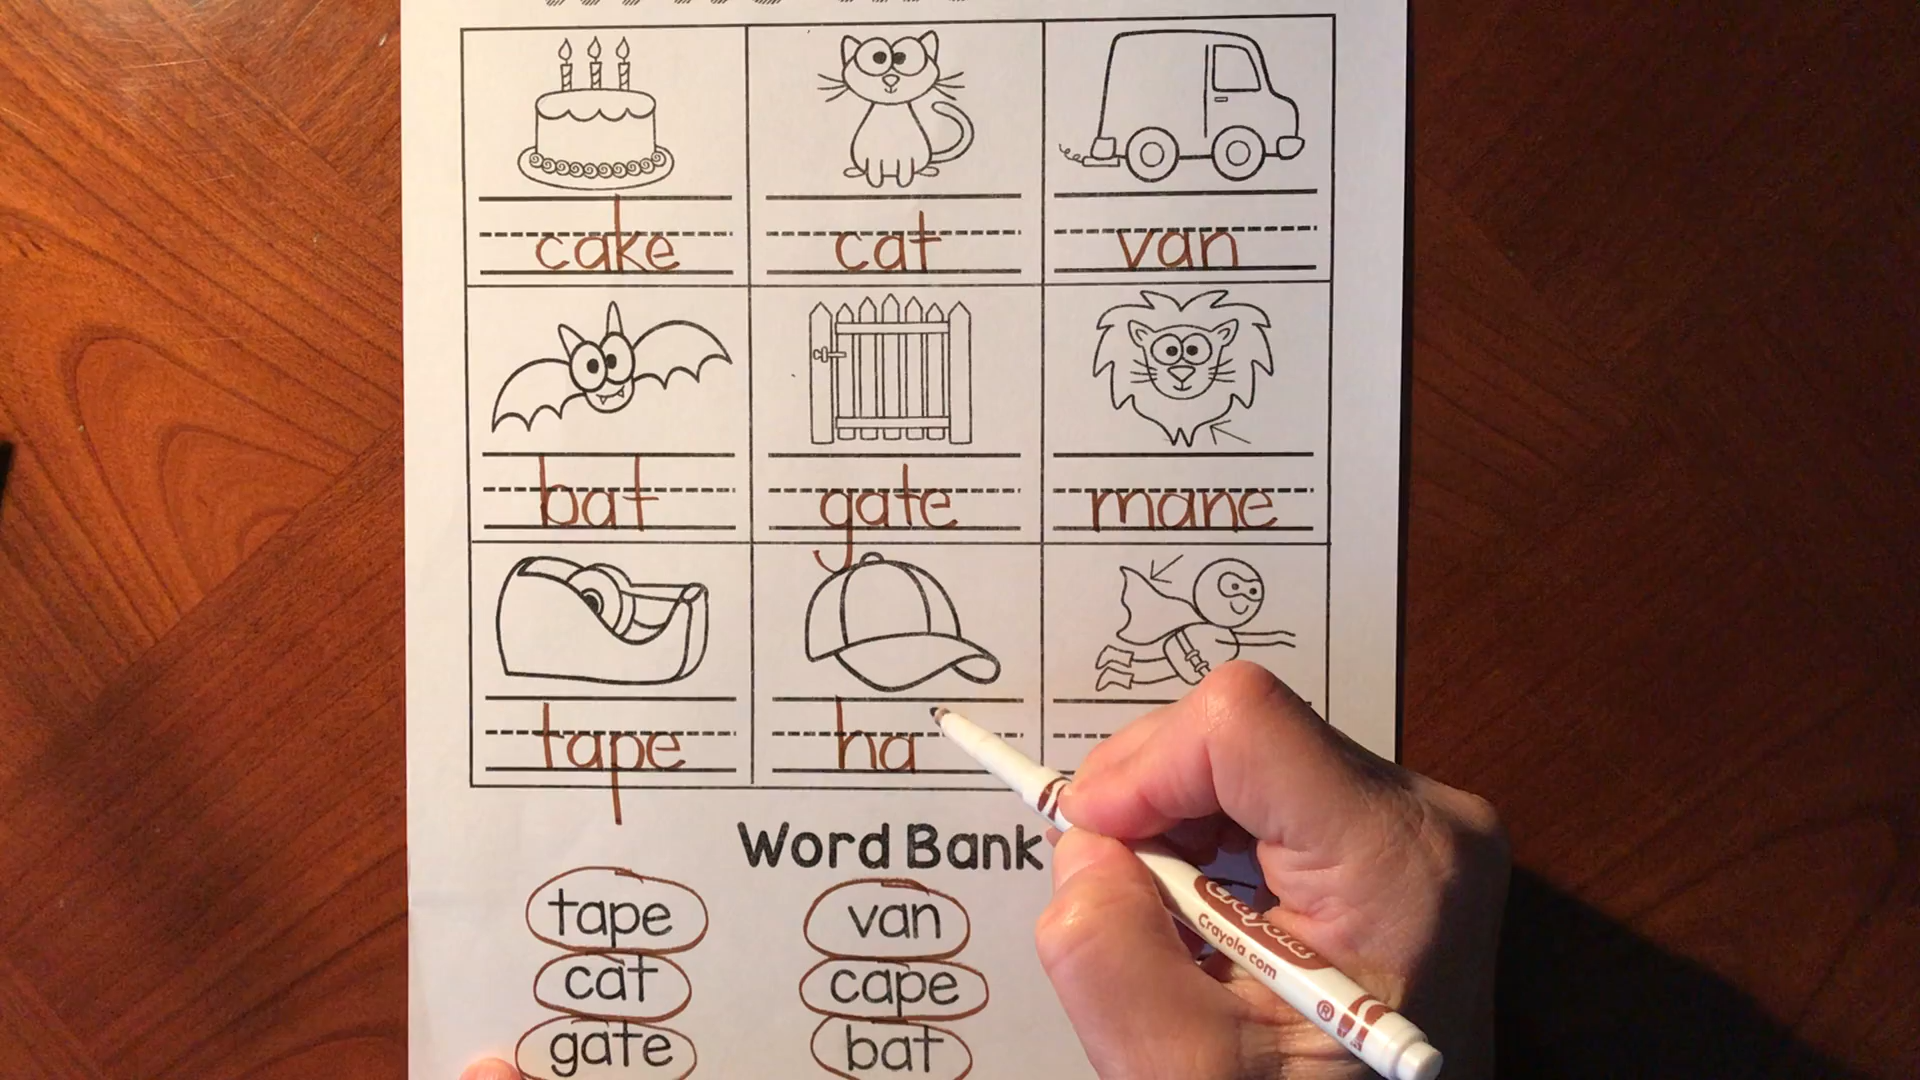 cake cat van
bat gate mane
tape ha
Word Bank
tape van
cat cape
gate bat
Crayola
Crayola.com
®